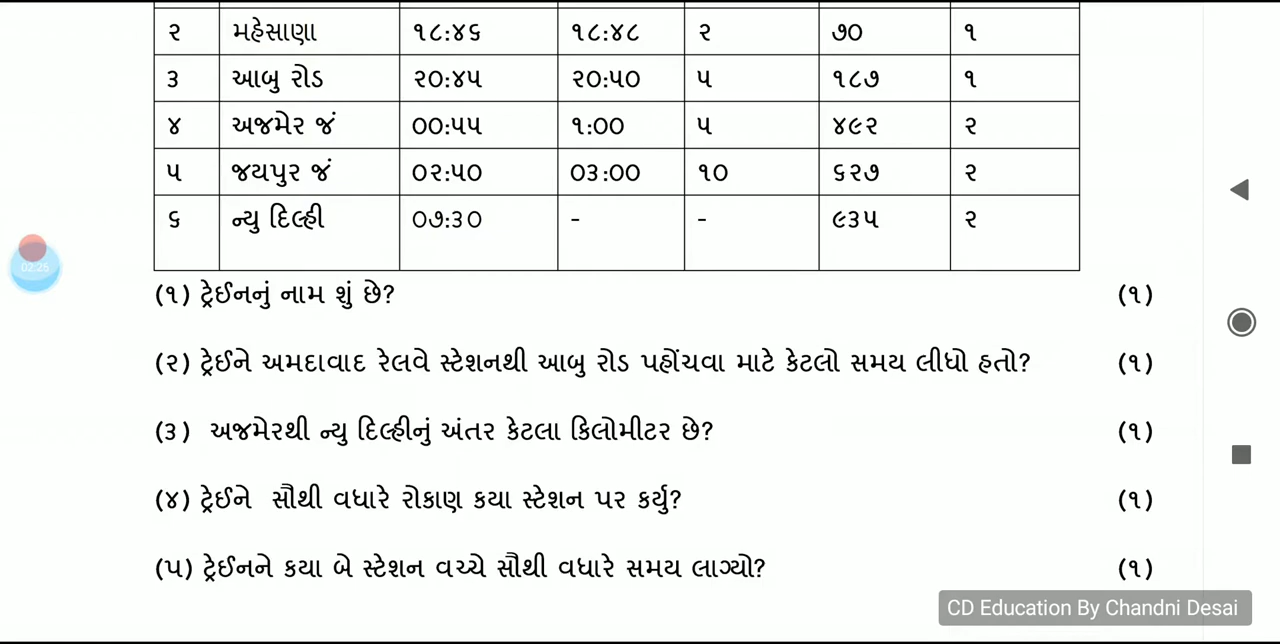 ૨ મહેસાણા ૧૮:૪૬ ૧૮:૪૮ ૨ ૭૦ ૧
૩ આબુ રોડ ૨૦:૪૫ ૨૦:૫૦ ૫ ૧૮૭ ૧
૪ અજમેર જં ૦૦:૫૫ ૧:૦૦ ૫ ૪૯૨ ૨
૫ જયપુર જં ૦૨:૫૦ ૦૩:૦૦ ૧૦ ૬૨૭ ૨
૬ ન્યુ દિલ્હી ૦૭:૩૦ - - ૯૩૫ ૨
(૧) ટ્રેઈનનું નામ શું છે? (૧)
(૨) ટ્રેઈને અમદાવાદ રેલવે સ્ટેશનથી આબુ રોડ પહોંચવા માટે કેટલો સમય લીધો હતો? (૧)
(૩) અજમેરથી ન્યુ દિલ્હીનું અંતર કેટલા કિલોમીટર છે? (૧)
(૪) ટ્રેઈને સૌથી વધારે રોકાણ કયા સ્ટેશન પર કર્યું? (૧)
(૫) ટ્રેઈનને કયા બે સ્ટેશન વચ્ચે સૌથી વધારે સમય લાગ્યો? (૧)
02:26
CD Education By Chandni Desai